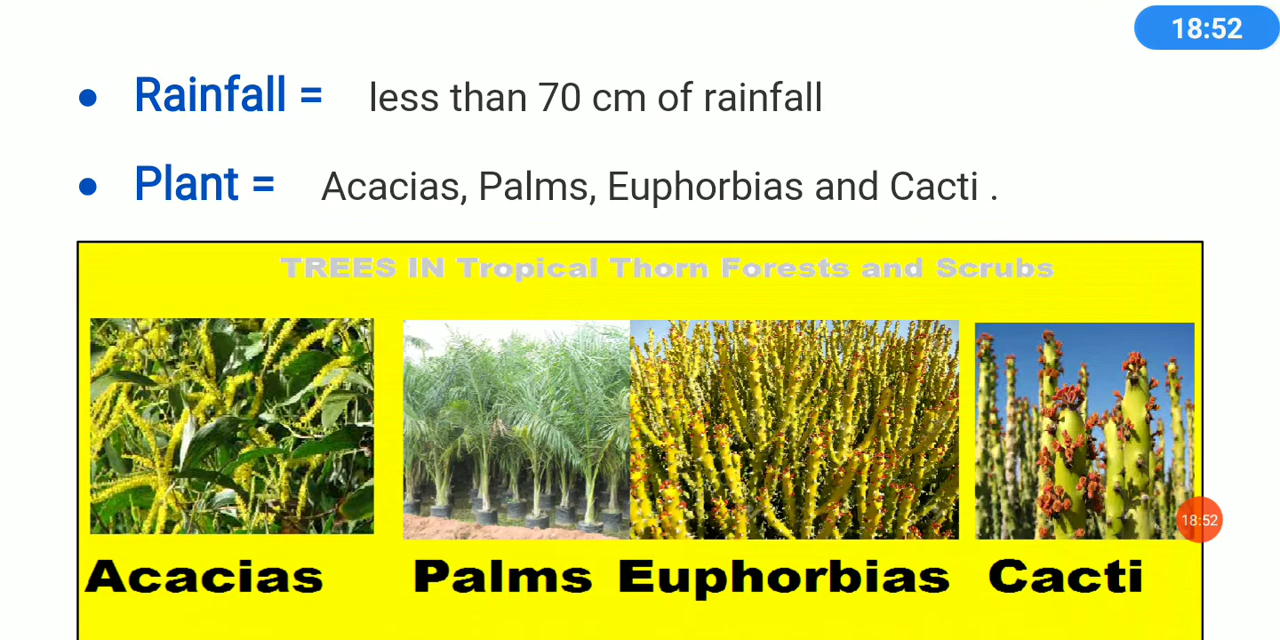 18:52
Rainfall = less than 70 cm of rainfall
Plant = Acacias, Palms, Euphorbias and Cacti .
TREES IN Tropical Thorn Forests and Scrubs
18:52
Acacias Palms Euphorbias Cacti